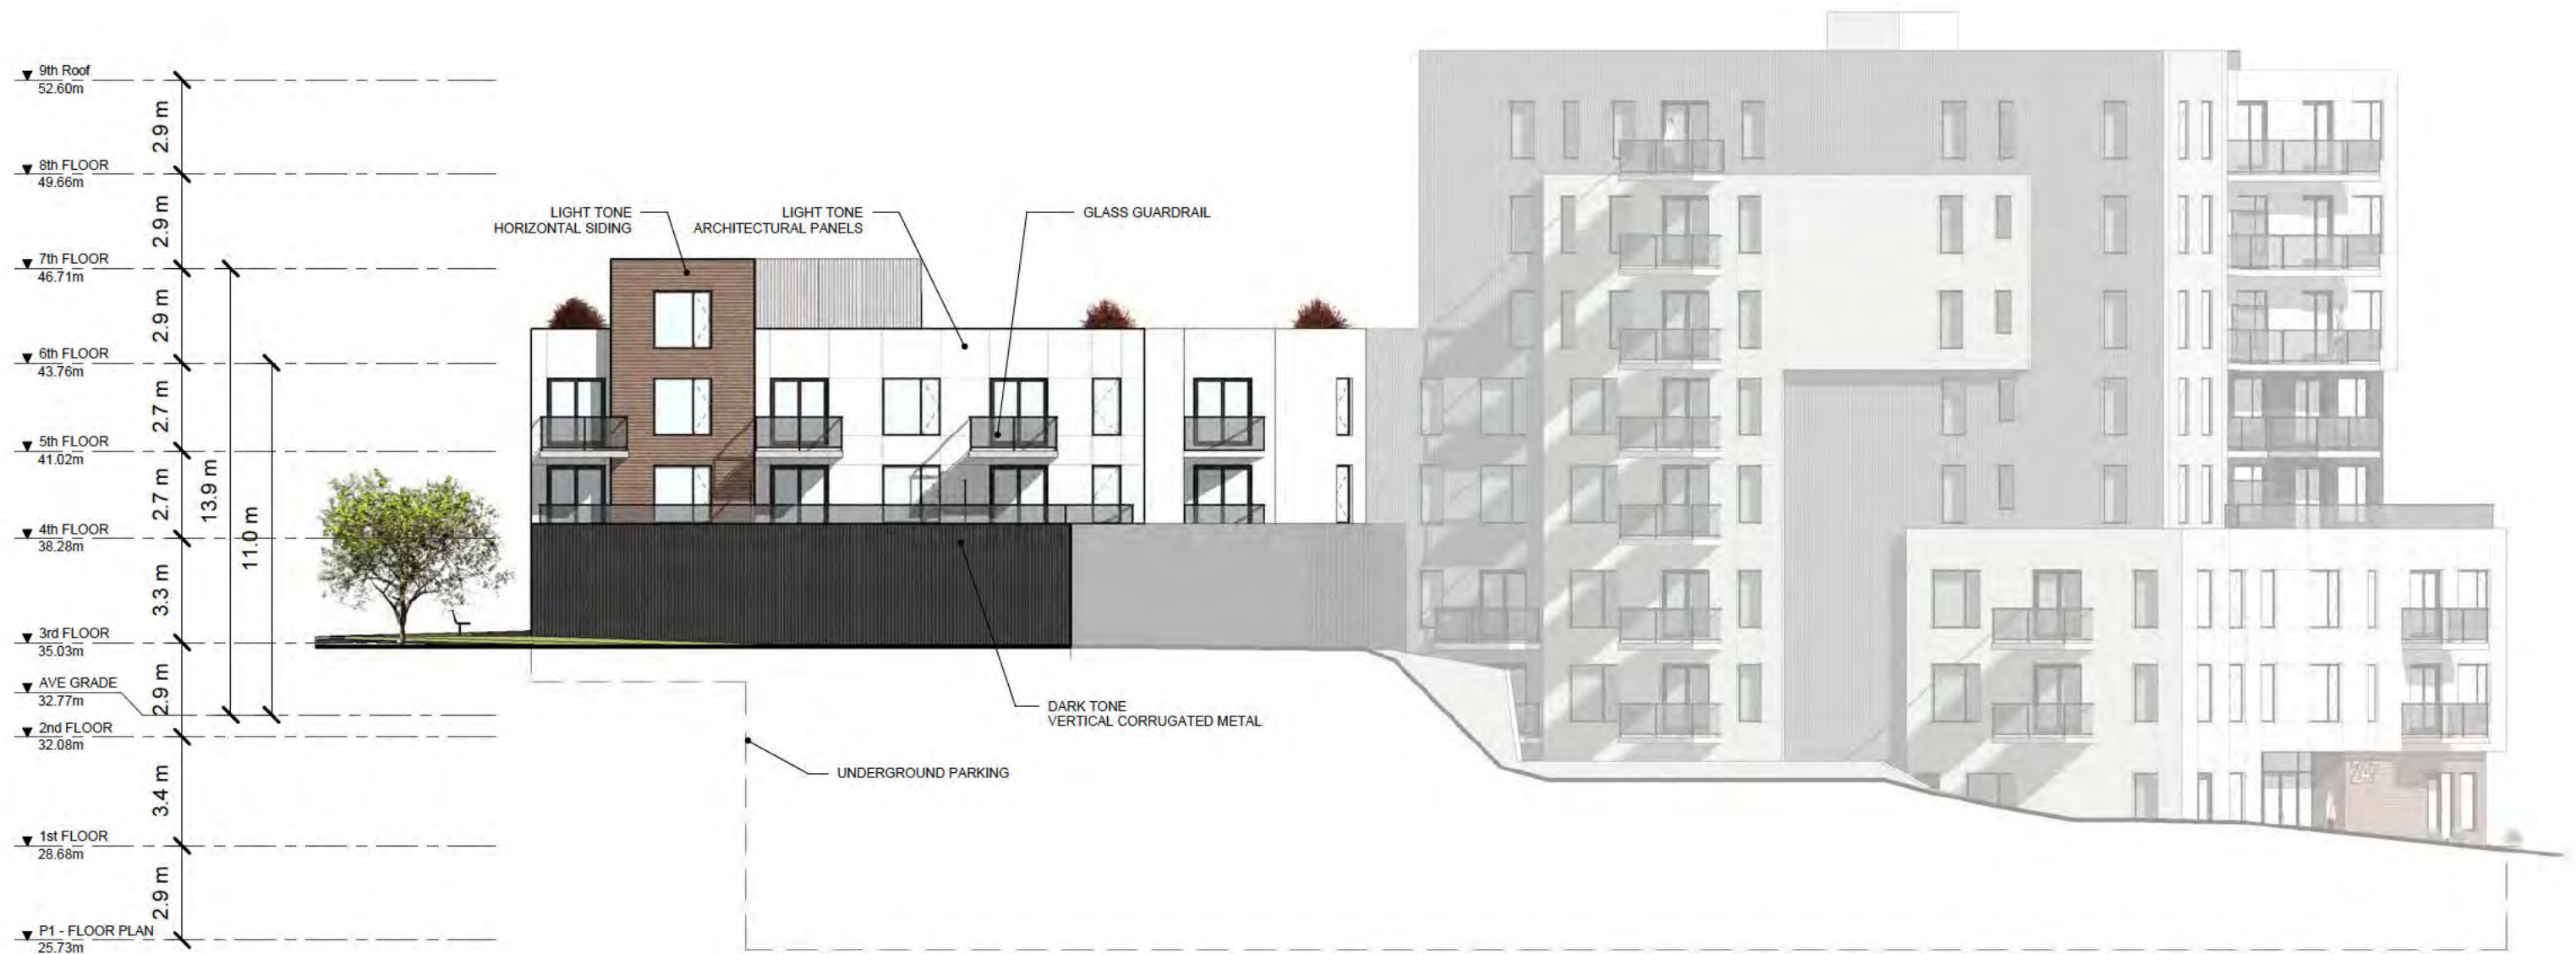 9th Roof
52.60m
2.9 m
8th FLOOR
49.66m
2.9 m
LIGHT TONE
HORIZONTAL SIDING
LIGHT TONE
ARCHITECTURAL PANELS
GLASS GUARDRAIL
7th FLOOR
46.71m
2.9 m
6th FLOOR
43.76m
2.7 m
5th FLOOR
41.02m
2.7 m
13.9 m
11.0 m
4th FLOOR
38.28m
3.3 m
3rd FLOOR
35.03m
AVE GRADE
32.77m
2.9 m
DARK TONE
VERTICAL CORRUGATED METAL
2nd FLOOR
32.08m
UNDERGROUND PARKING
3.4 m
1st FLOOR
28.68m
2.9 m
P1 - FLOOR PLAN
25.73m